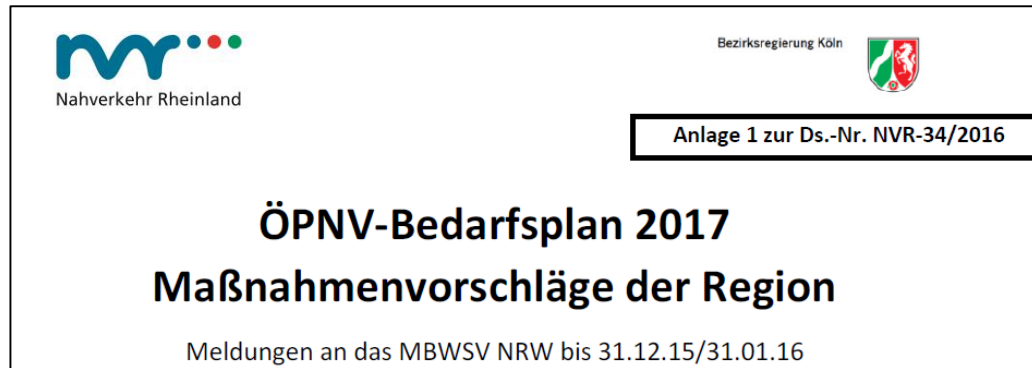 nvr
Nahverkehr Rheinland
Bezirksregierung Köln
Anlage 1 zur Ds.-Nr. NVR-34/2016
ÖPNV-Bedarfsplan 2017
Maßnahmenvorschläge der Region
Meldungen an das MBWSV NRW bis 31.12.15/31.01.16